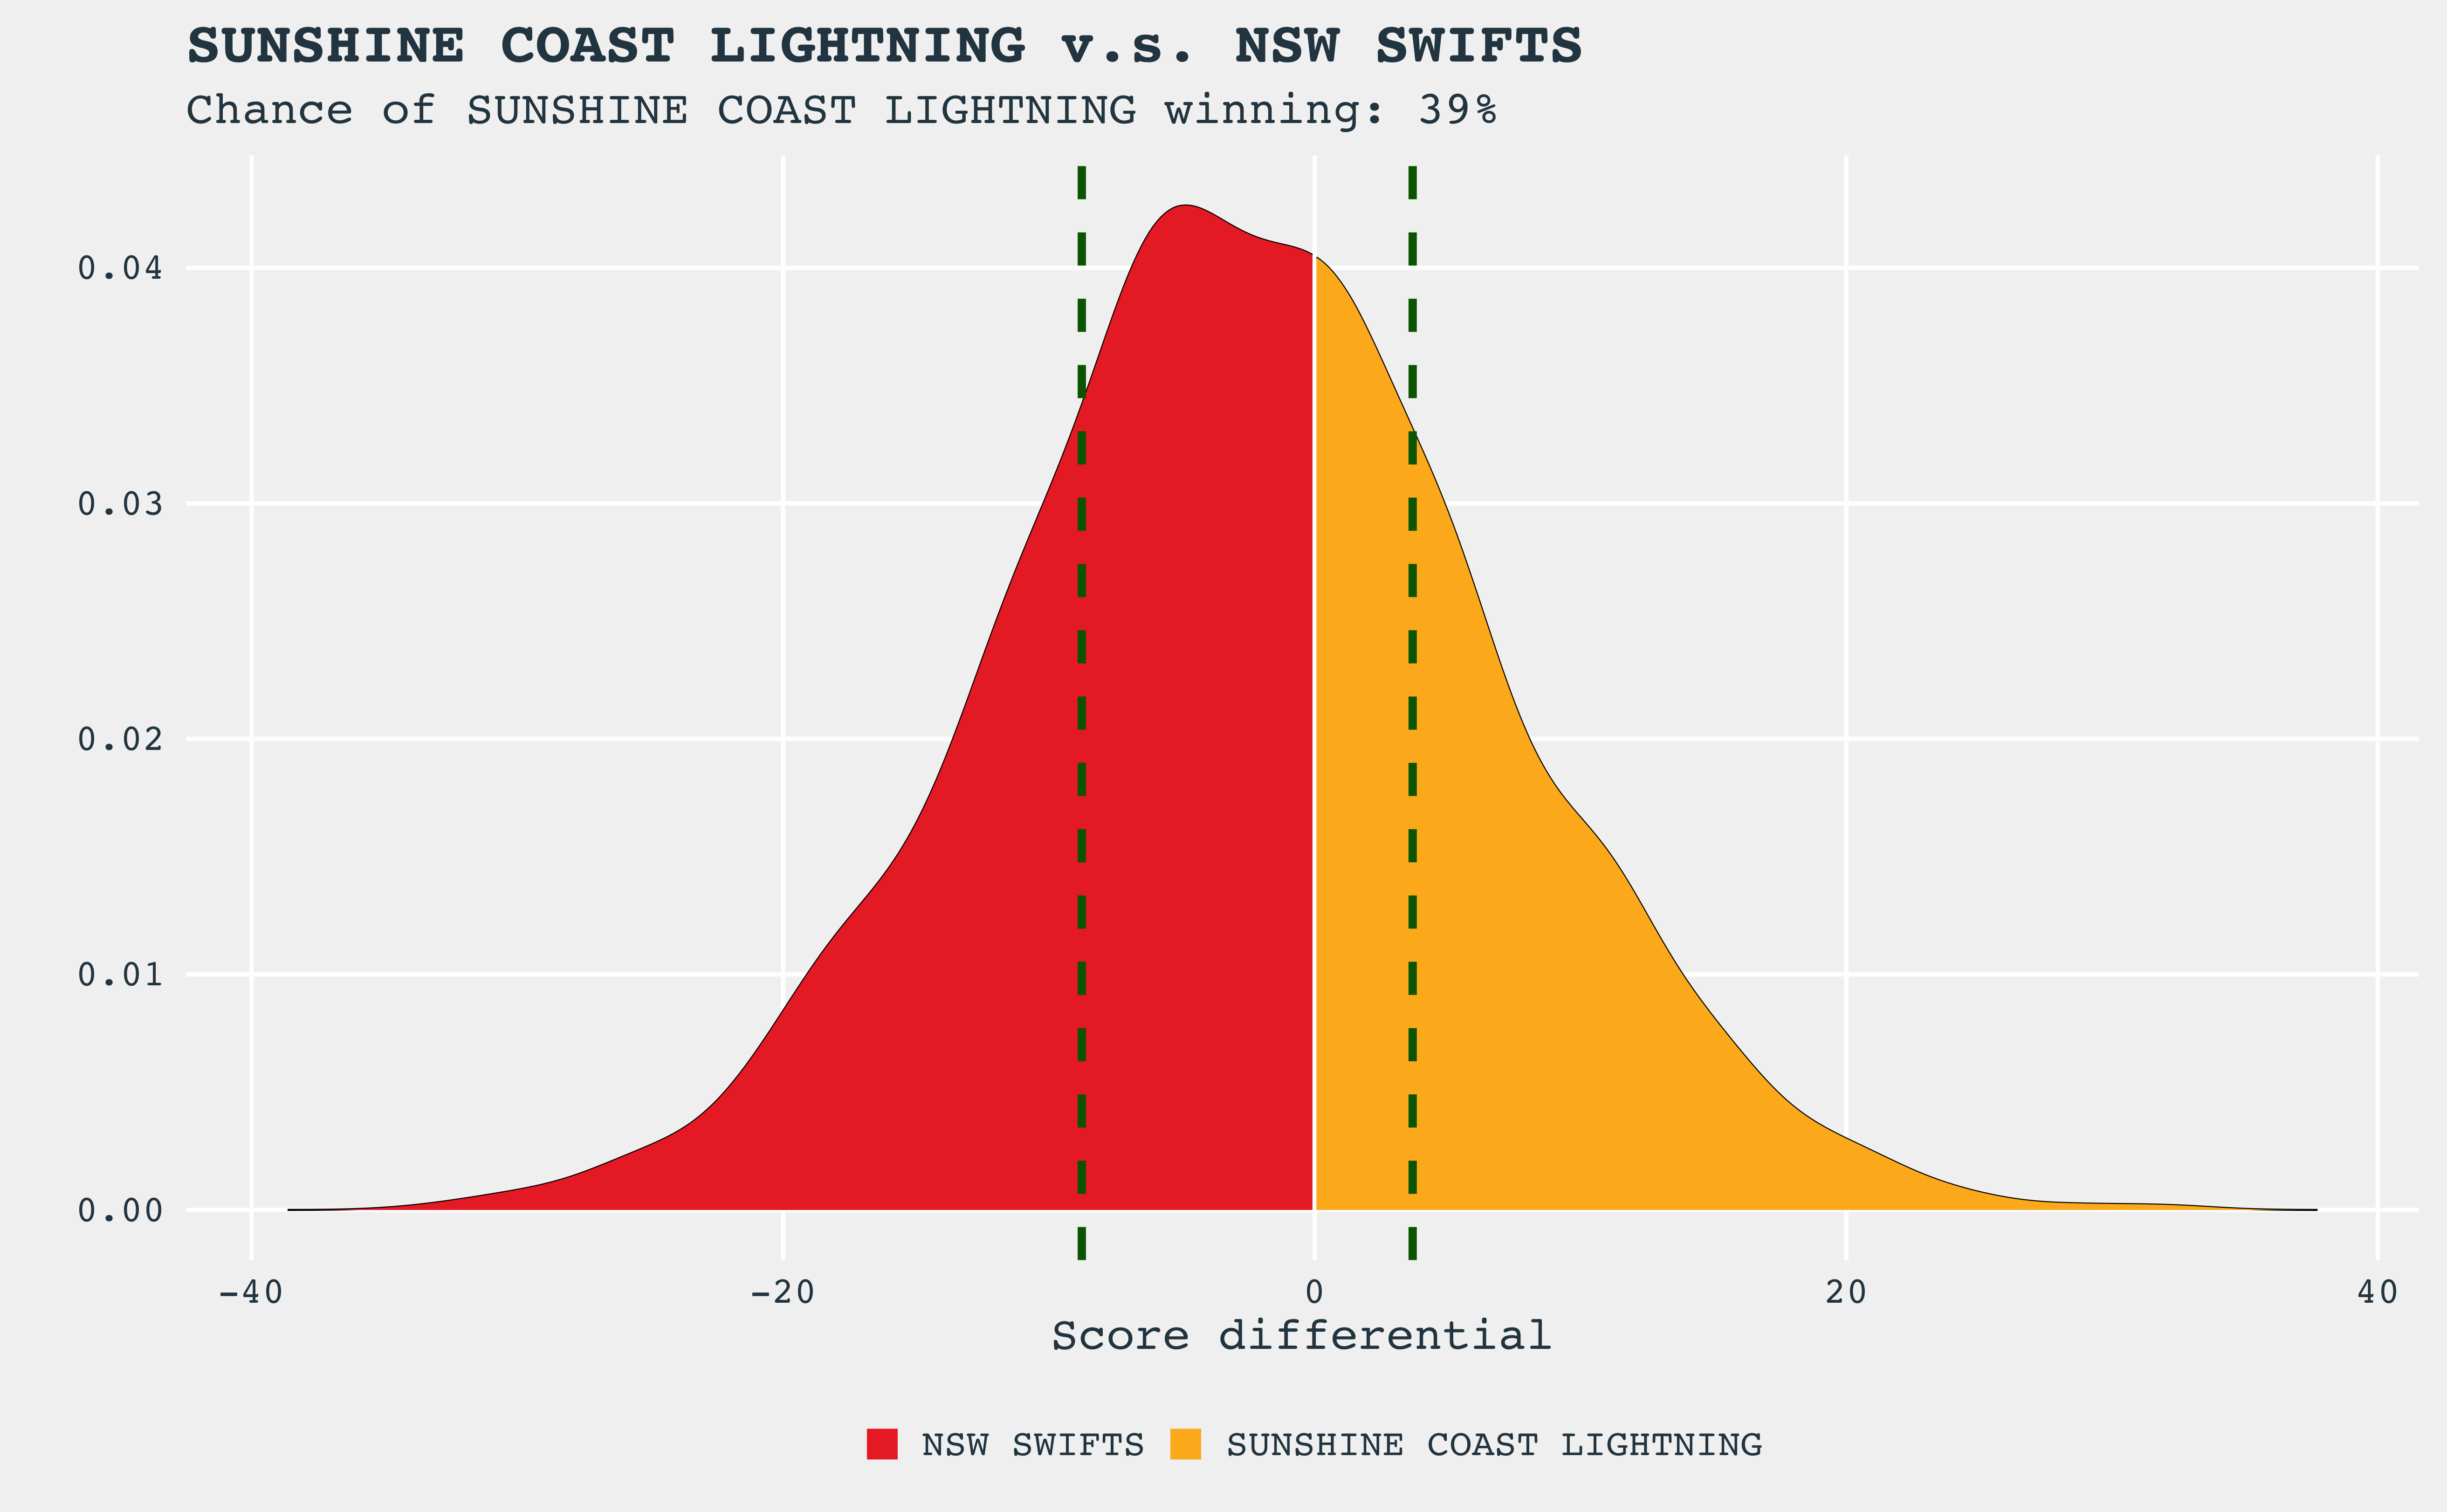 SUNSHINE COAST LIGHTNING v.s. NSW SWIFTS
Chance of SUNSHINE COAST LIGHTNING winning: 39%
0.04
0.03
0.02
0.01
0.00
-40 -20 0 20 40
Score differential
NSW SWIFTS SUNSHINE COAST LIGHTNING